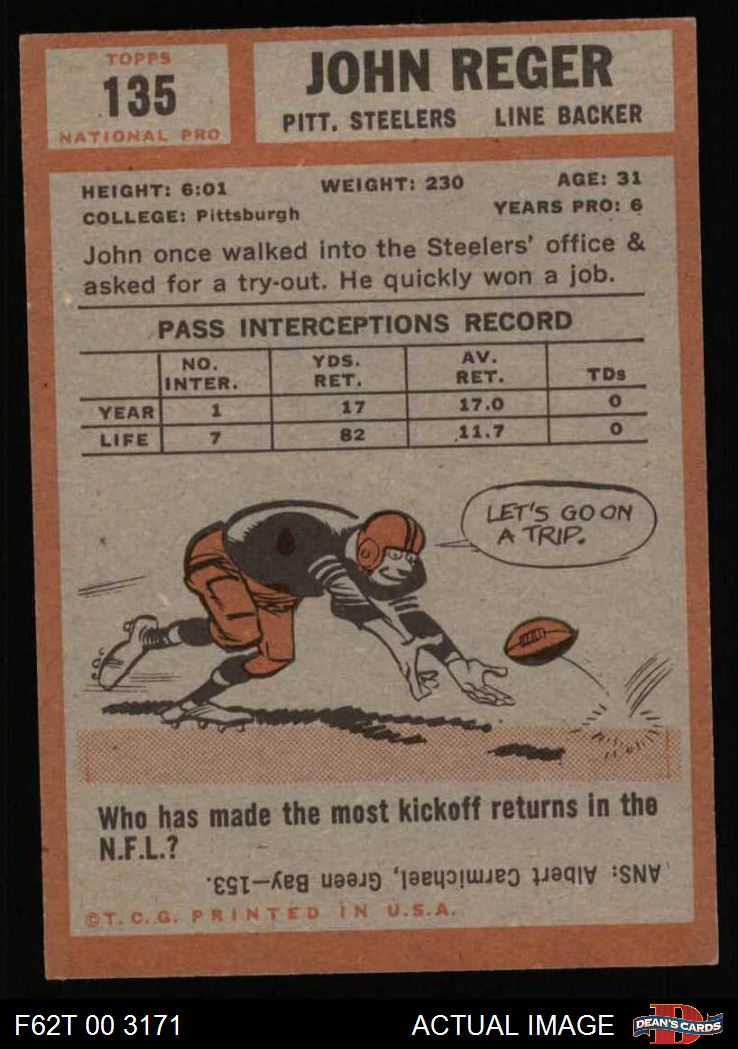 TOPPS
135
NATIONAL PRO
JOHN REGER
PITT. STEELERS LINE BACKER
HEIGHT: 6:01 WEIGHT: 230 AGE: 31
COLLEGE: Pittsburgh YEARS PRO: 6
John once walked into the Steelers' office &
asked for a try-out. He quickly won a job.
PASS INTERCEPTIONS RECORD
NO. INTER. YDS. RET. AV. RET. TDs
YEAR 1 17 17.0 0
LIFE 7 82 11.7 0
LET'S GO ON
A TRIP.
Who has made the most kickoff returns in the
N.F.L.?
ANS: Albert Carmichael, Green Bay—153.
©T.C.G. PRINTED IN U.S.A.
F62T 00 3171 ACTUAL IMAGE D DEAN'S CARDS